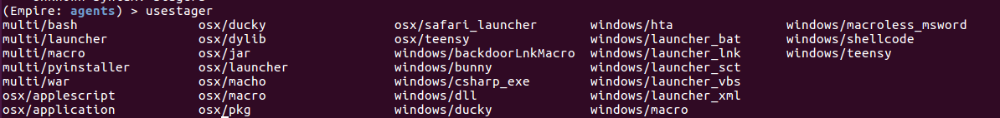 (Empire: agents) > usestager
multi/bash osx/ducky osx/safari_launcher windows/hta windows/macroless_msword
multi/launcher osx/dylib osx/teensy windows/launcher_bat windows/shellcode
multi/macro osx/jar windows/backdoorLnkMacro windows/launcher_lnk windows/teensy
multi/pyinstaller osx/launcher windows/bunny windows/launcher_sct
multi/war osx/macho windows/csharp_exe windows/launcher_vbs
osx/applescript osx/macro windows/dll windows/launcher_xml
osx/application osx/pkg windows/ducky windows/macro